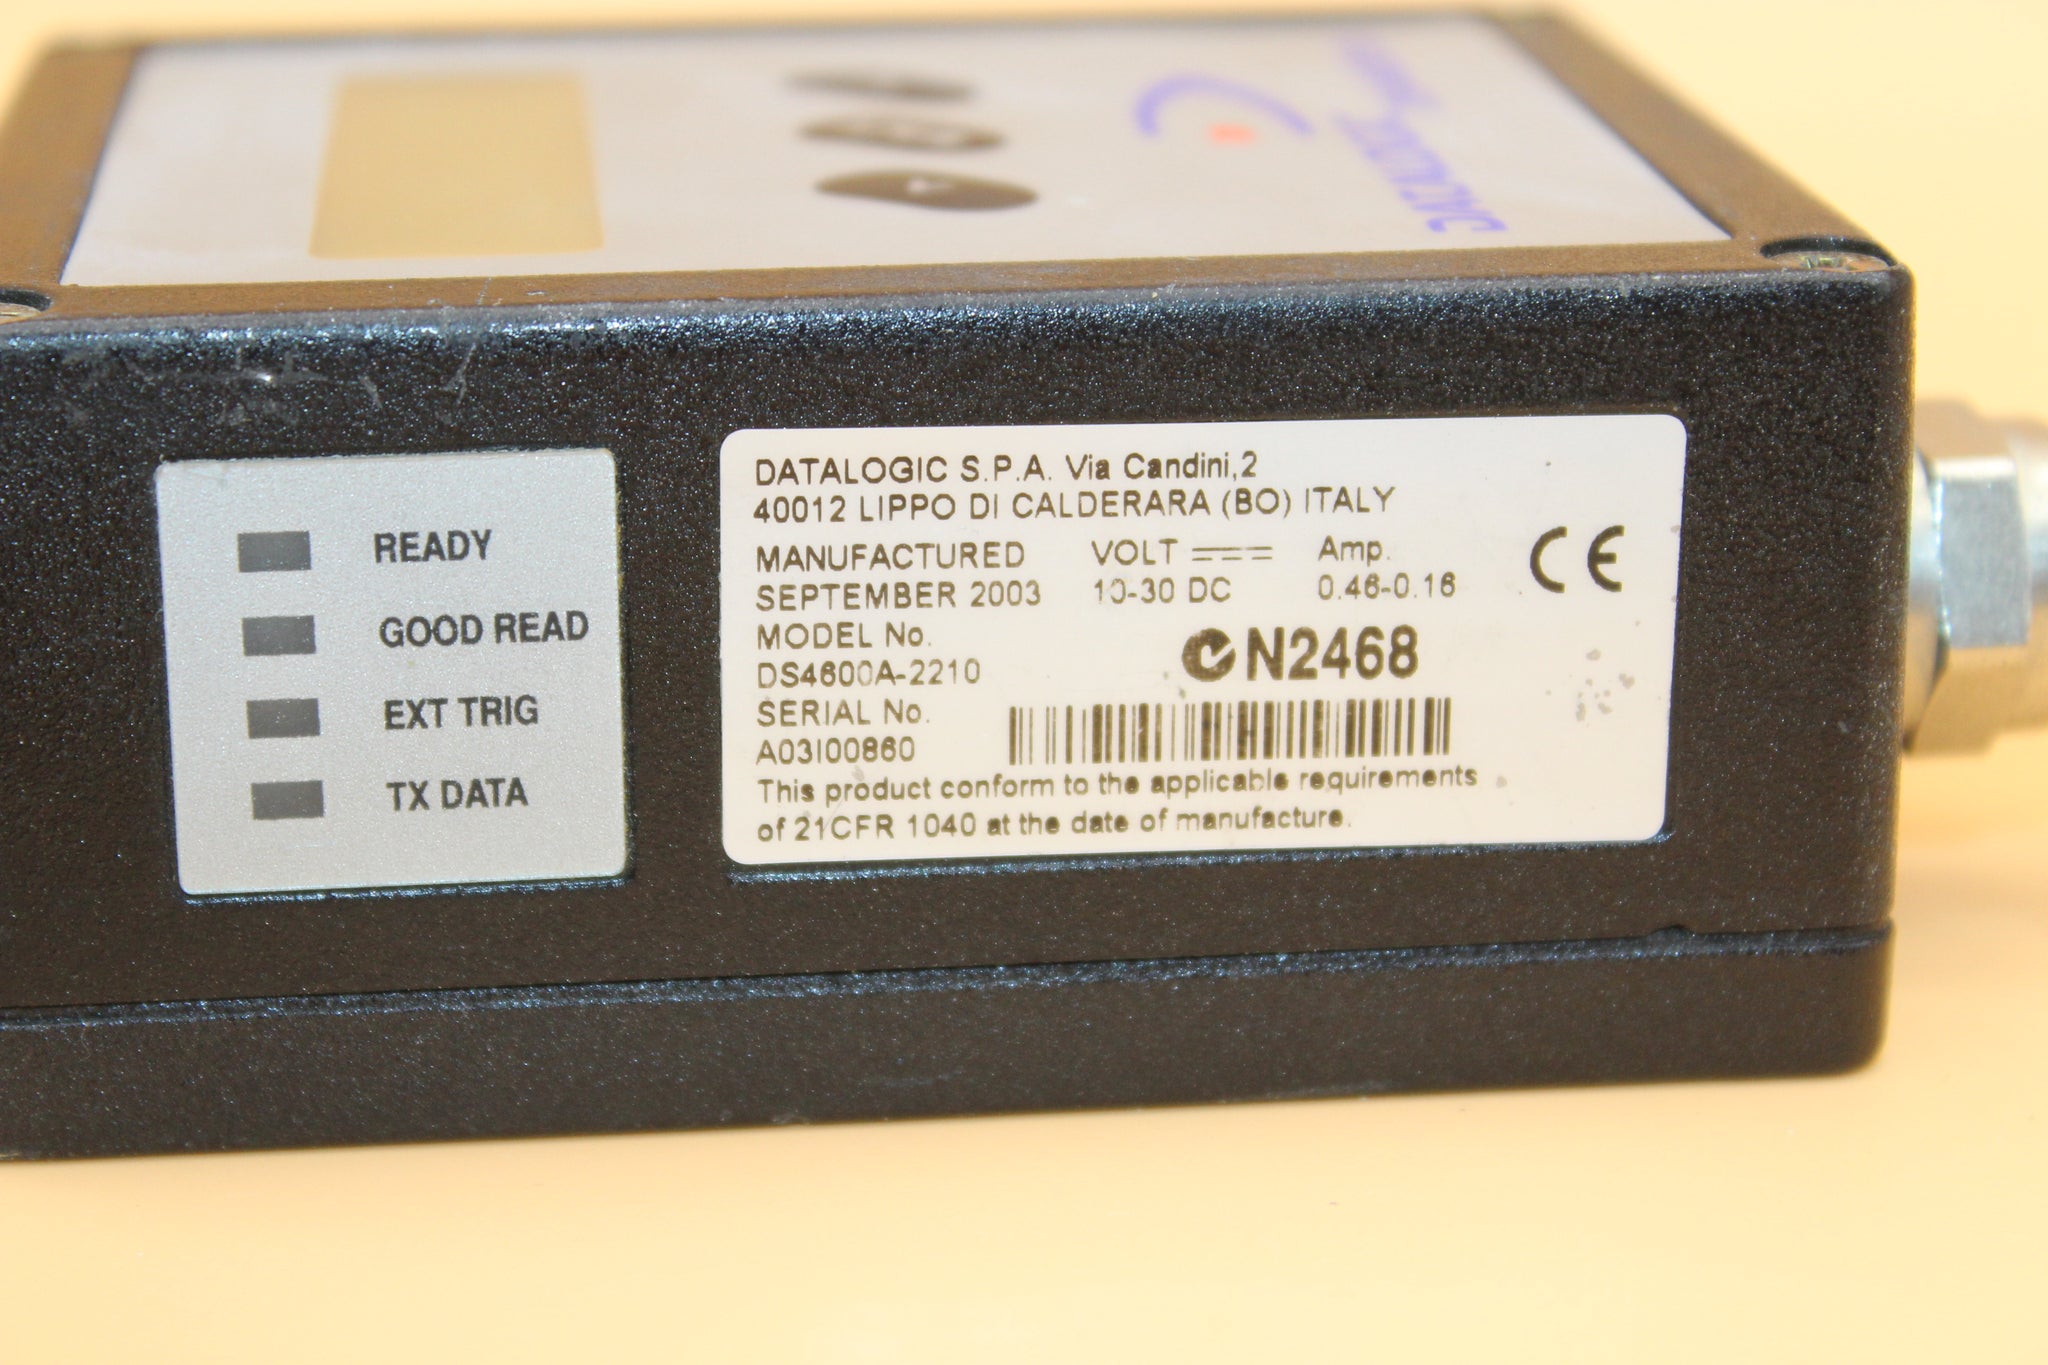 DATALOGIC
READY
GOOD READ
EXT TRIG
TX DATA
DATALOGIC S.P.A. Via Candini,2
40012 LIPPO DI CALDERARA (BO) ITALY
MANUFACTURED VOLT Amp.
SEPTEMBER 2003 10-30 DC 0.46-0.16
CE
MODEL No.
DS4600A-2210
N2468
SERIAL No.
A03I00860
This product conform to the applicable requirements
of 21CFR 1040 at the date of manufacture.